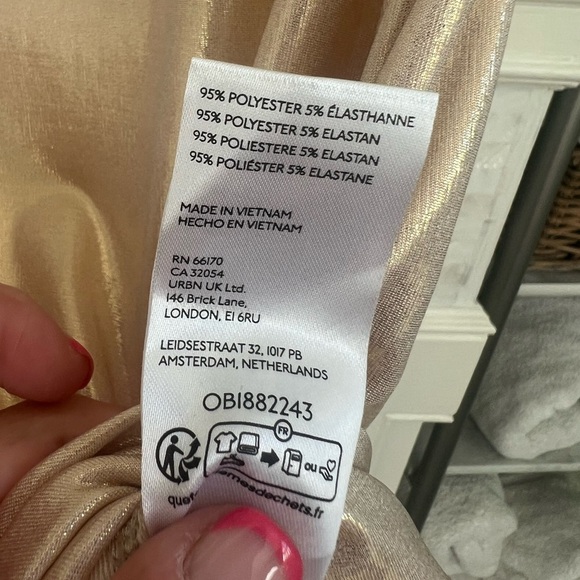 95% POLYESTER 5% ÉLASTHANNE
95% POLYESTER 5% ELASTAN
95% POLIESTERE 5% ELASTAN
95% POLIÉSTER 5% ELASTANE
MADE IN VIETNAM
HECHO EN VIETNAM
RN 66170
CA 32054
URBN UK Ltd.
146 Brick Lane,
LONDON, E1 6RU
LEIDSESTRAAT 32, 1017 PB
AMSTERDAM, NETHERLANDS
OB1882243
FR
ou